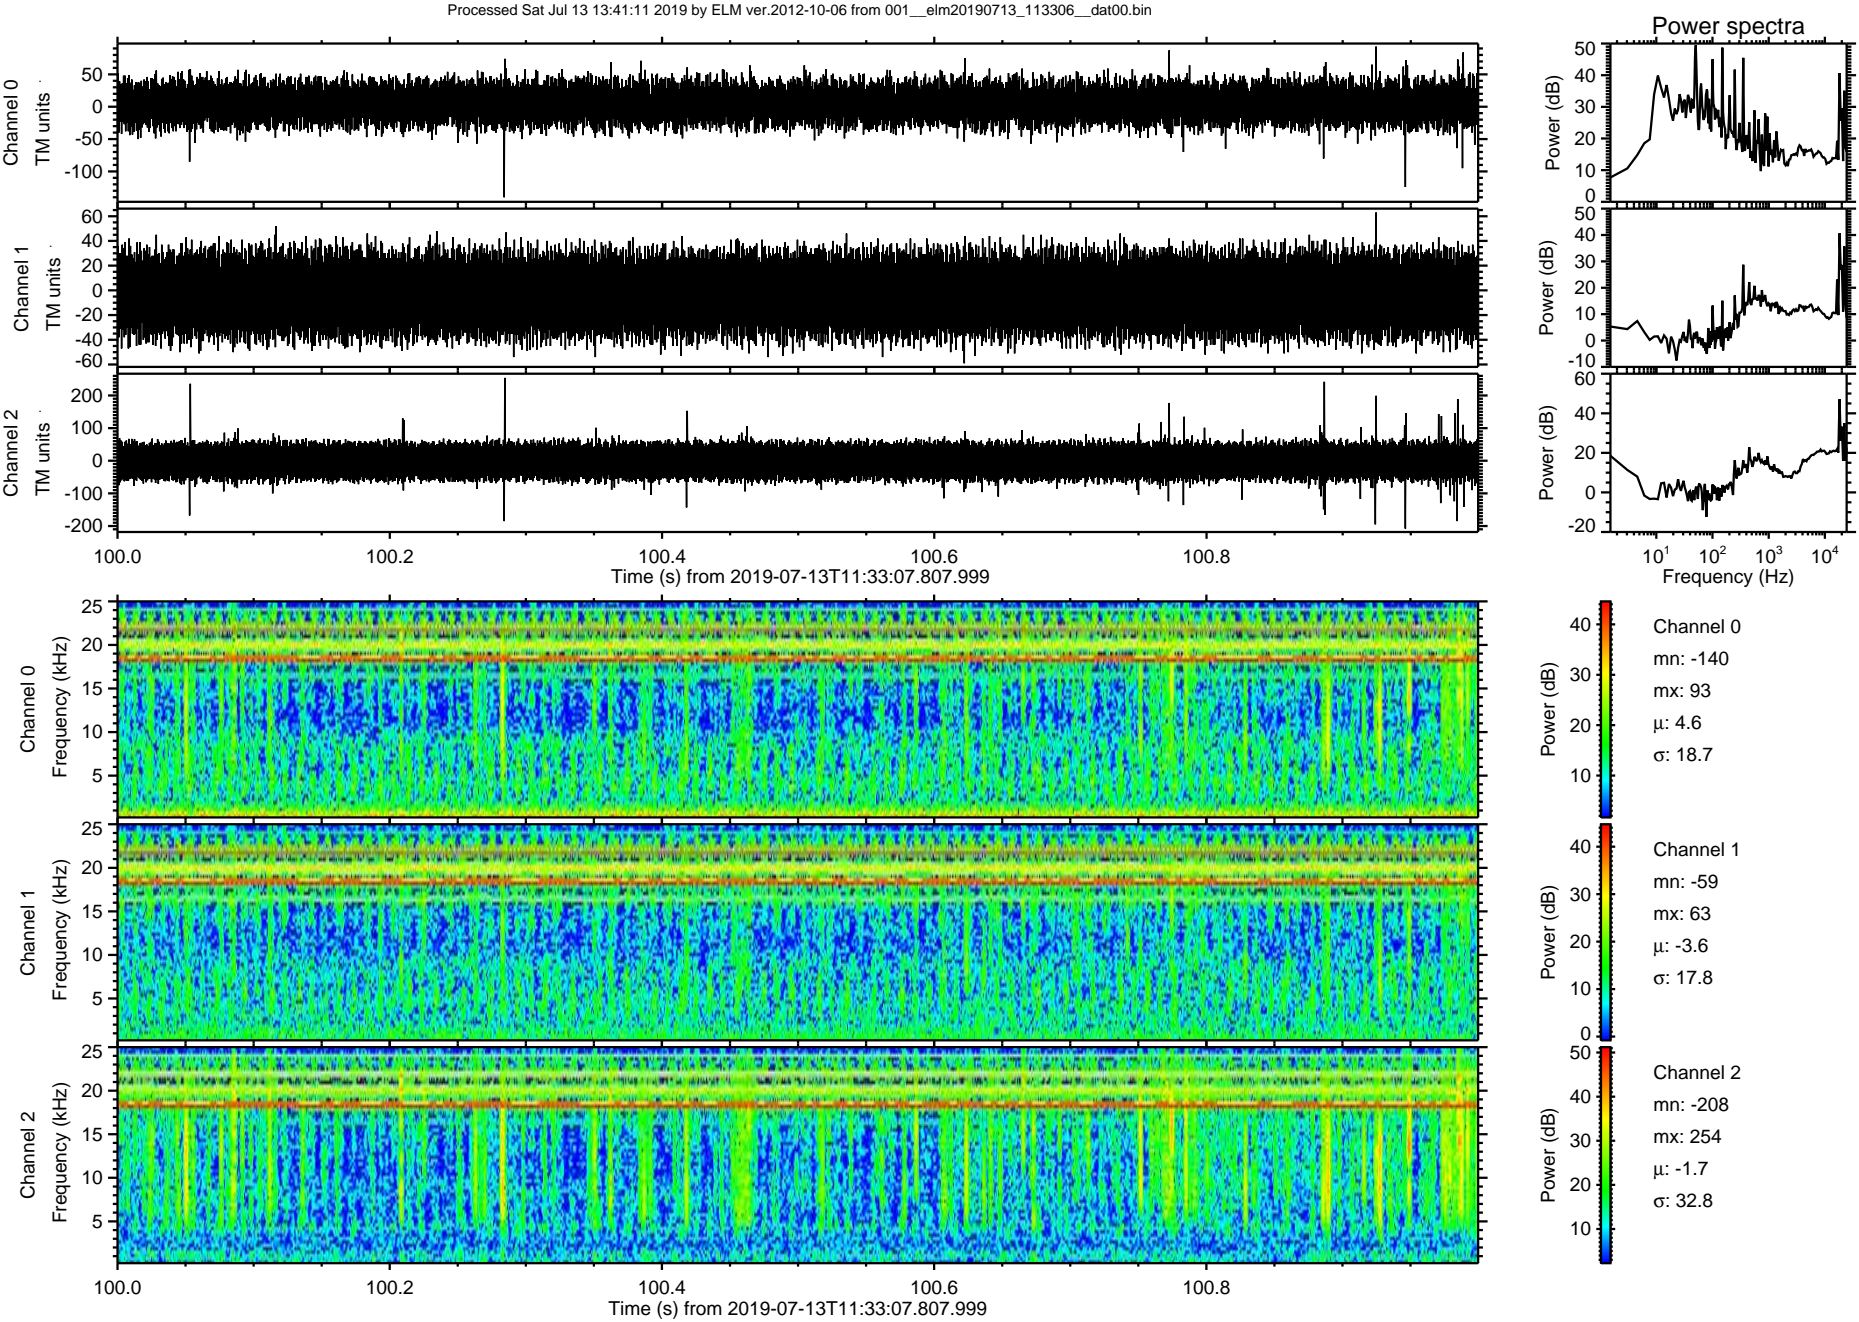 Processed Sat Jul 13 13:41:11 2019 by ELM ver.2012-10-06 from 001__elm20190713_113306__dat00.bin
Power spectra
Channel 0
TM units
50
0
-50
-100
Power (dB)
50
40
30
20
10
0
Channel 1
TM units
60
40
20
0
-20
-40
-60
Power (dB)
50
40
30
20
10
0
-10
Channel 2
TM units
200
100
0
-100
-200
Power (dB)
60
40
20
0
-20
100.0 100.2 100.4 100.6 100.8
Time (s) from 2019-07-13T11:33:07.807.999
10¹ 10² 10³ 10⁴
Frequency (Hz)
Channel 0
Frequency (kHz)
25
20
15
10
5
Power (dB)
40
30
20
10
Channel 0
mn: -140
mx: 93
μ: 4.6
σ: 18.7
Channel 1
Frequency (kHz)
25
20
15
10
5
Power (dB)
40
30
20
10
0
Channel 1
mn: -59
mx: 63
μ: -3.6
σ: 17.8
Channel 2
Frequency (kHz)
25
20
15
10
5
Power (dB)
50
40
30
20
10
Channel 2
mn: -208
mx: 254
μ: -1.7
σ: 32.8
100.0 100.2 100.4 100.6 100.8
Time (s) from 2019-07-13T11:33:07.807.999